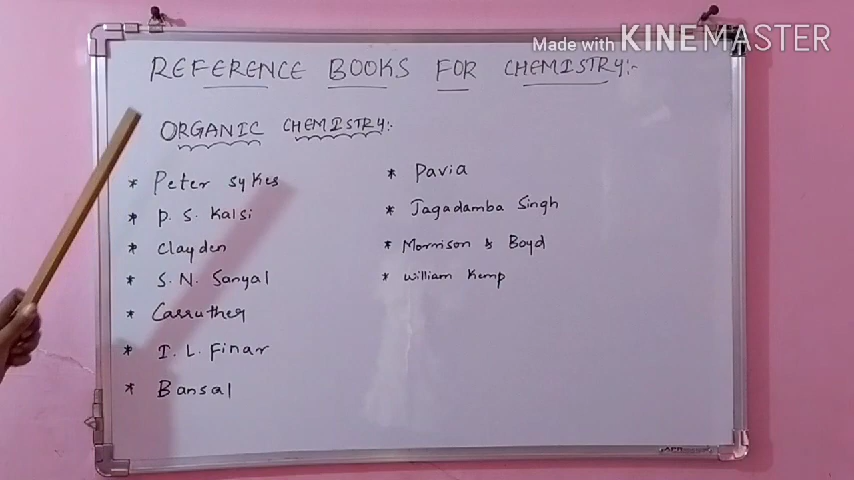 Made with KINEMASTER
REFERENCE BOOKS FOR CHEMISTRY:-
ORGANIC CHEMISTRY:-
* Peter sykes
* P. S. Kalsi
* Clayden
* S. N. Sanyal
* Carruther
* I. L. Finar
* Bansal
* Pavia
* Jagadamba Singh
* Morrison & Boyd
* William Kemp